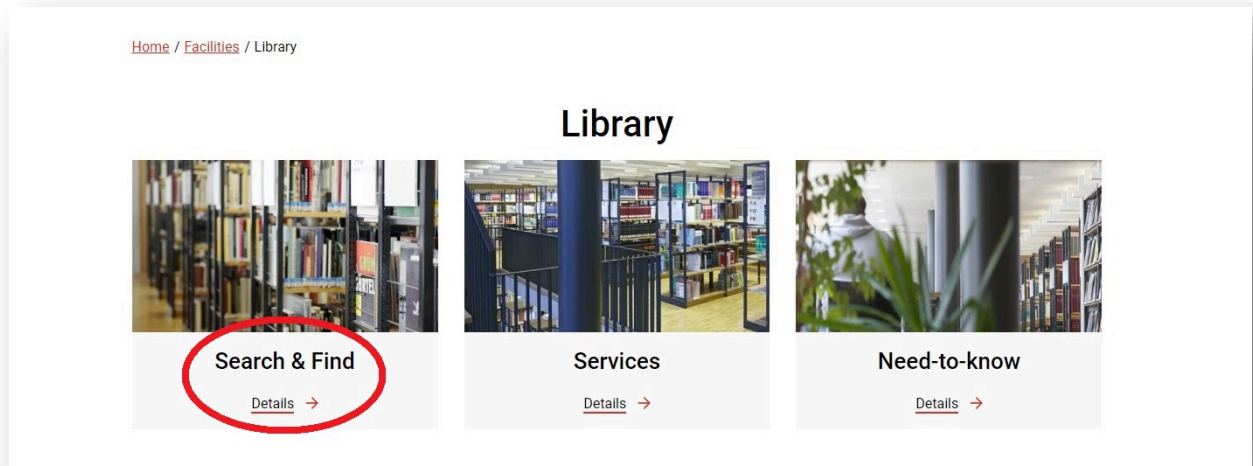 Home / Facilities / Library
Library
Search & Find
Services
Need-to-know
Details →
Details →
Details →